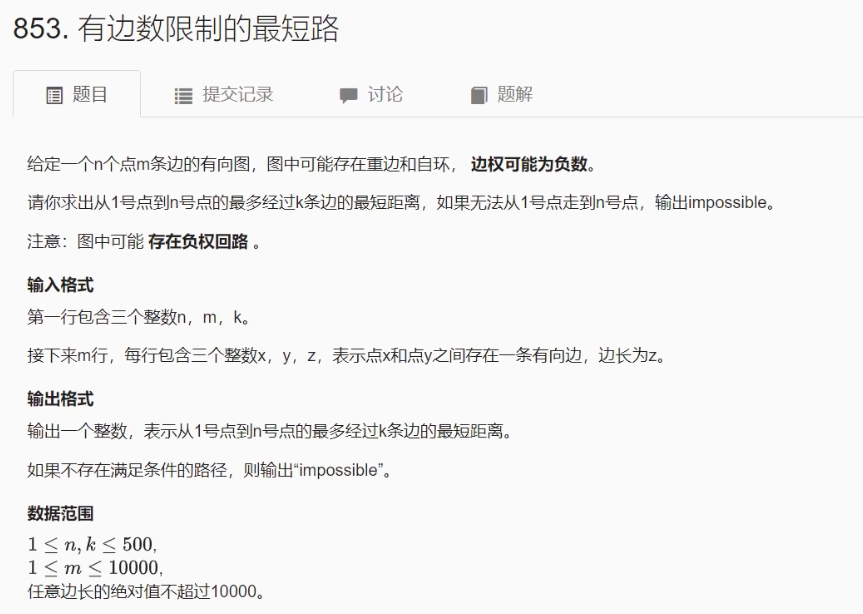 853. 有边数限制的最短路
题目 提交记录 讨论 题解
给定一个n个点m条边的有向图，图中可能存在重边和自环， 边权可能为负数。
请你求出从1号点到n号点的最多经过k条边的最短距离，如果无法从1号点走到n号点，输出impossible。
注意：图中可能 存在负权回路 。
输入格式
第一行包含三个整数n，m，k。
接下来m行，每行包含三个整数x，y，z，表示点x和点y之间存在一条有向边，边长为z。
输出格式
输出一个整数，表示从1号点到n号点的最多经过k条边的最短距离。
如果不存在满足条件的路径，则输出“impossible”。
数据范围
1 ≤ n, k ≤ 500,
1 ≤ m ≤ 10000,
任意边长的绝对值不超过10000。